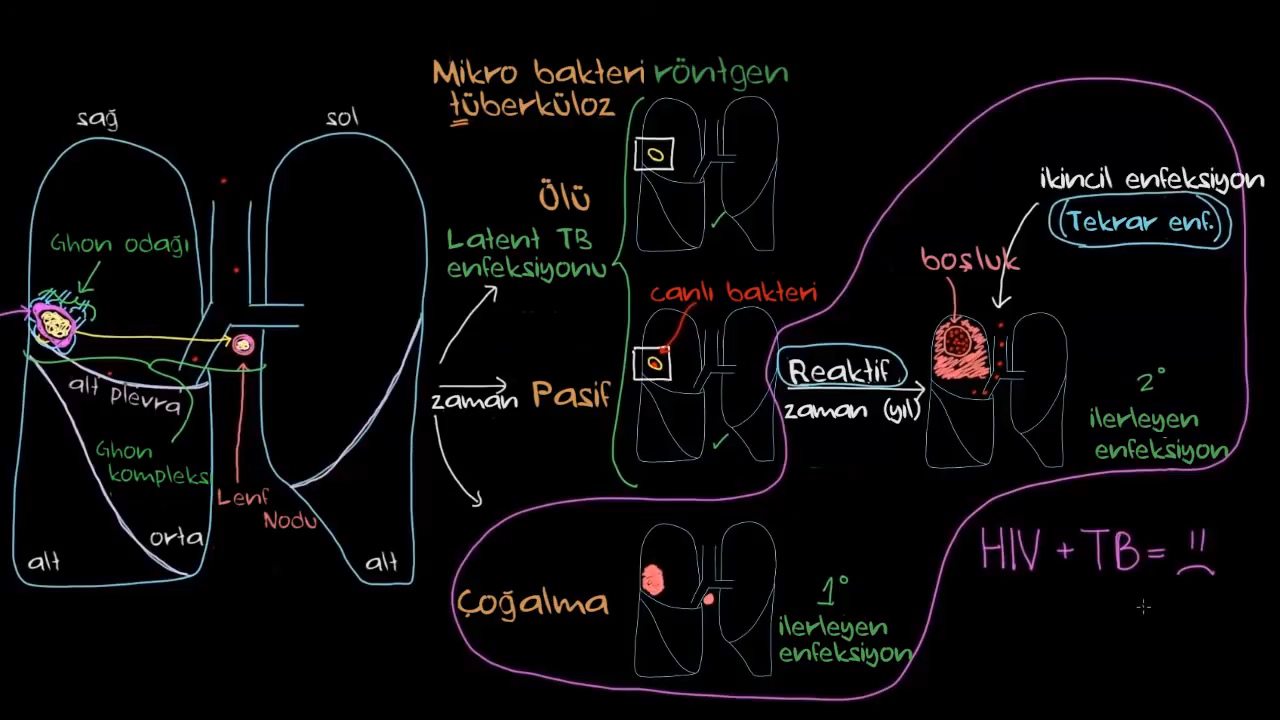 sağ
sol
Ghon odağı
alt plevra
Ghon
kompleks
Lenf
Nodu
orta
alt
alt
Mikro bakteri
tüberküloz
röntgen
Ölü
Latent TB
enfeksiyonu
canlı bakteri
zaman
Pasif
Çoğalma
1°
ilerleyen
enfeksiyon
Reaktif
zaman (yıl)
boşluk
ikincil enfeksiyon
(Tekrar enf.)
2°
ilerleyen
enfeksiyon
HIV + TB =